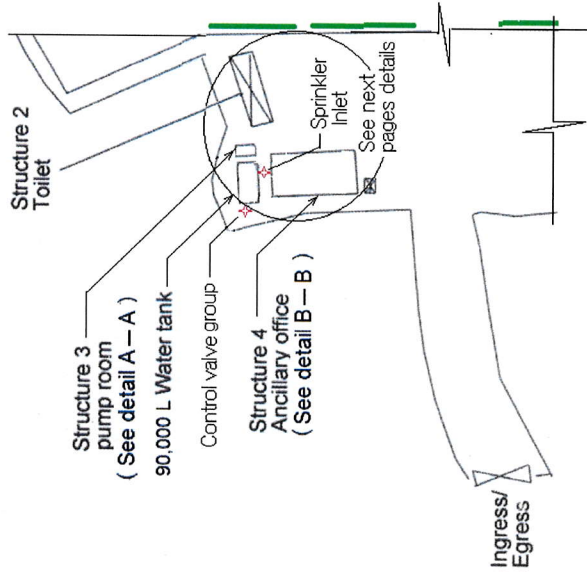 Structure 2
Toilet
Structure 3
pump room
( See detail A – A )
90,000 L Water tank
Control valve group
Structure 4
Ancillary office
( See detail B – B )
Sprinkler
Inlet
See next
pages details
Ingress/
Egress